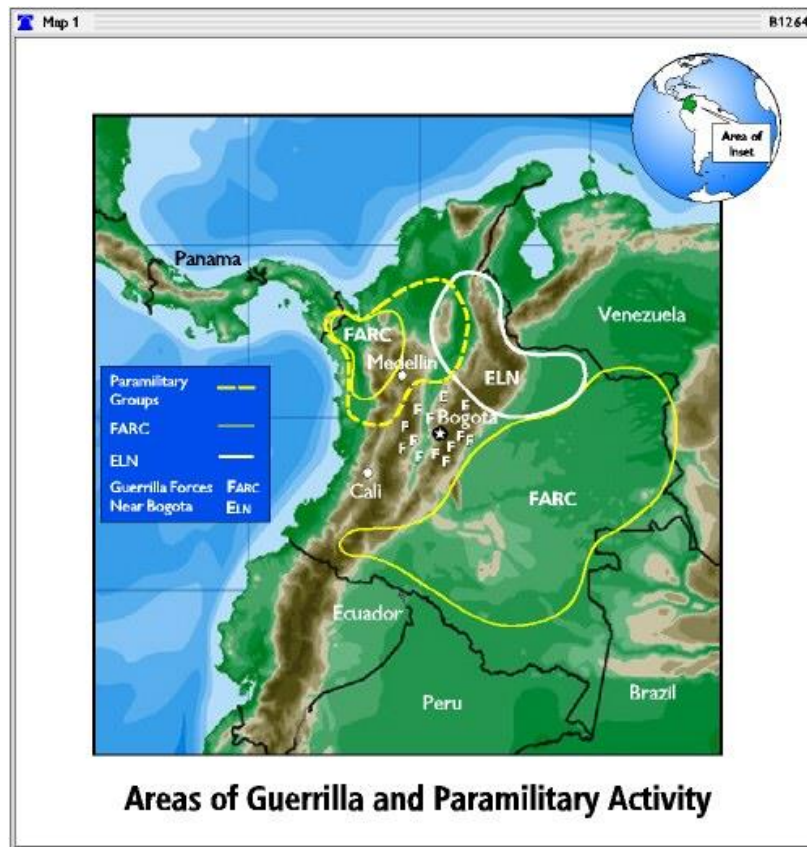 Map 1
B1264
Area of
Inset
Panama
Venezuela
FARC
Medellin
ELN
Paramilitary
Groups
FARC
ELN
Guerrilla Forces FARC
Near Bogota ELN
E
F
F
F
Bogota
F
F
F
F
F
F
F
F
F
Cali
FARC
Ecuador
Peru
Brazil
Areas of Guerrilla and Paramilitary Activity